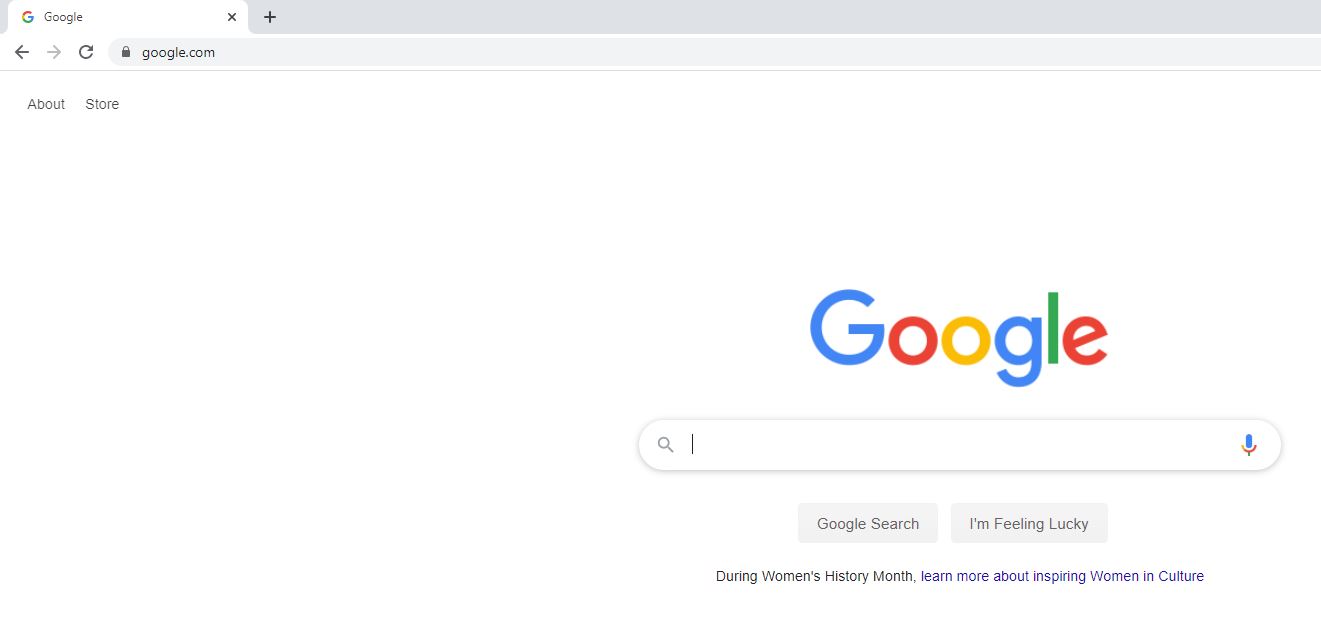 Google
google.com
About Store
Google
Google Search I'm Feeling Lucky
During Women's History Month, learn more about inspiring Women in Culture